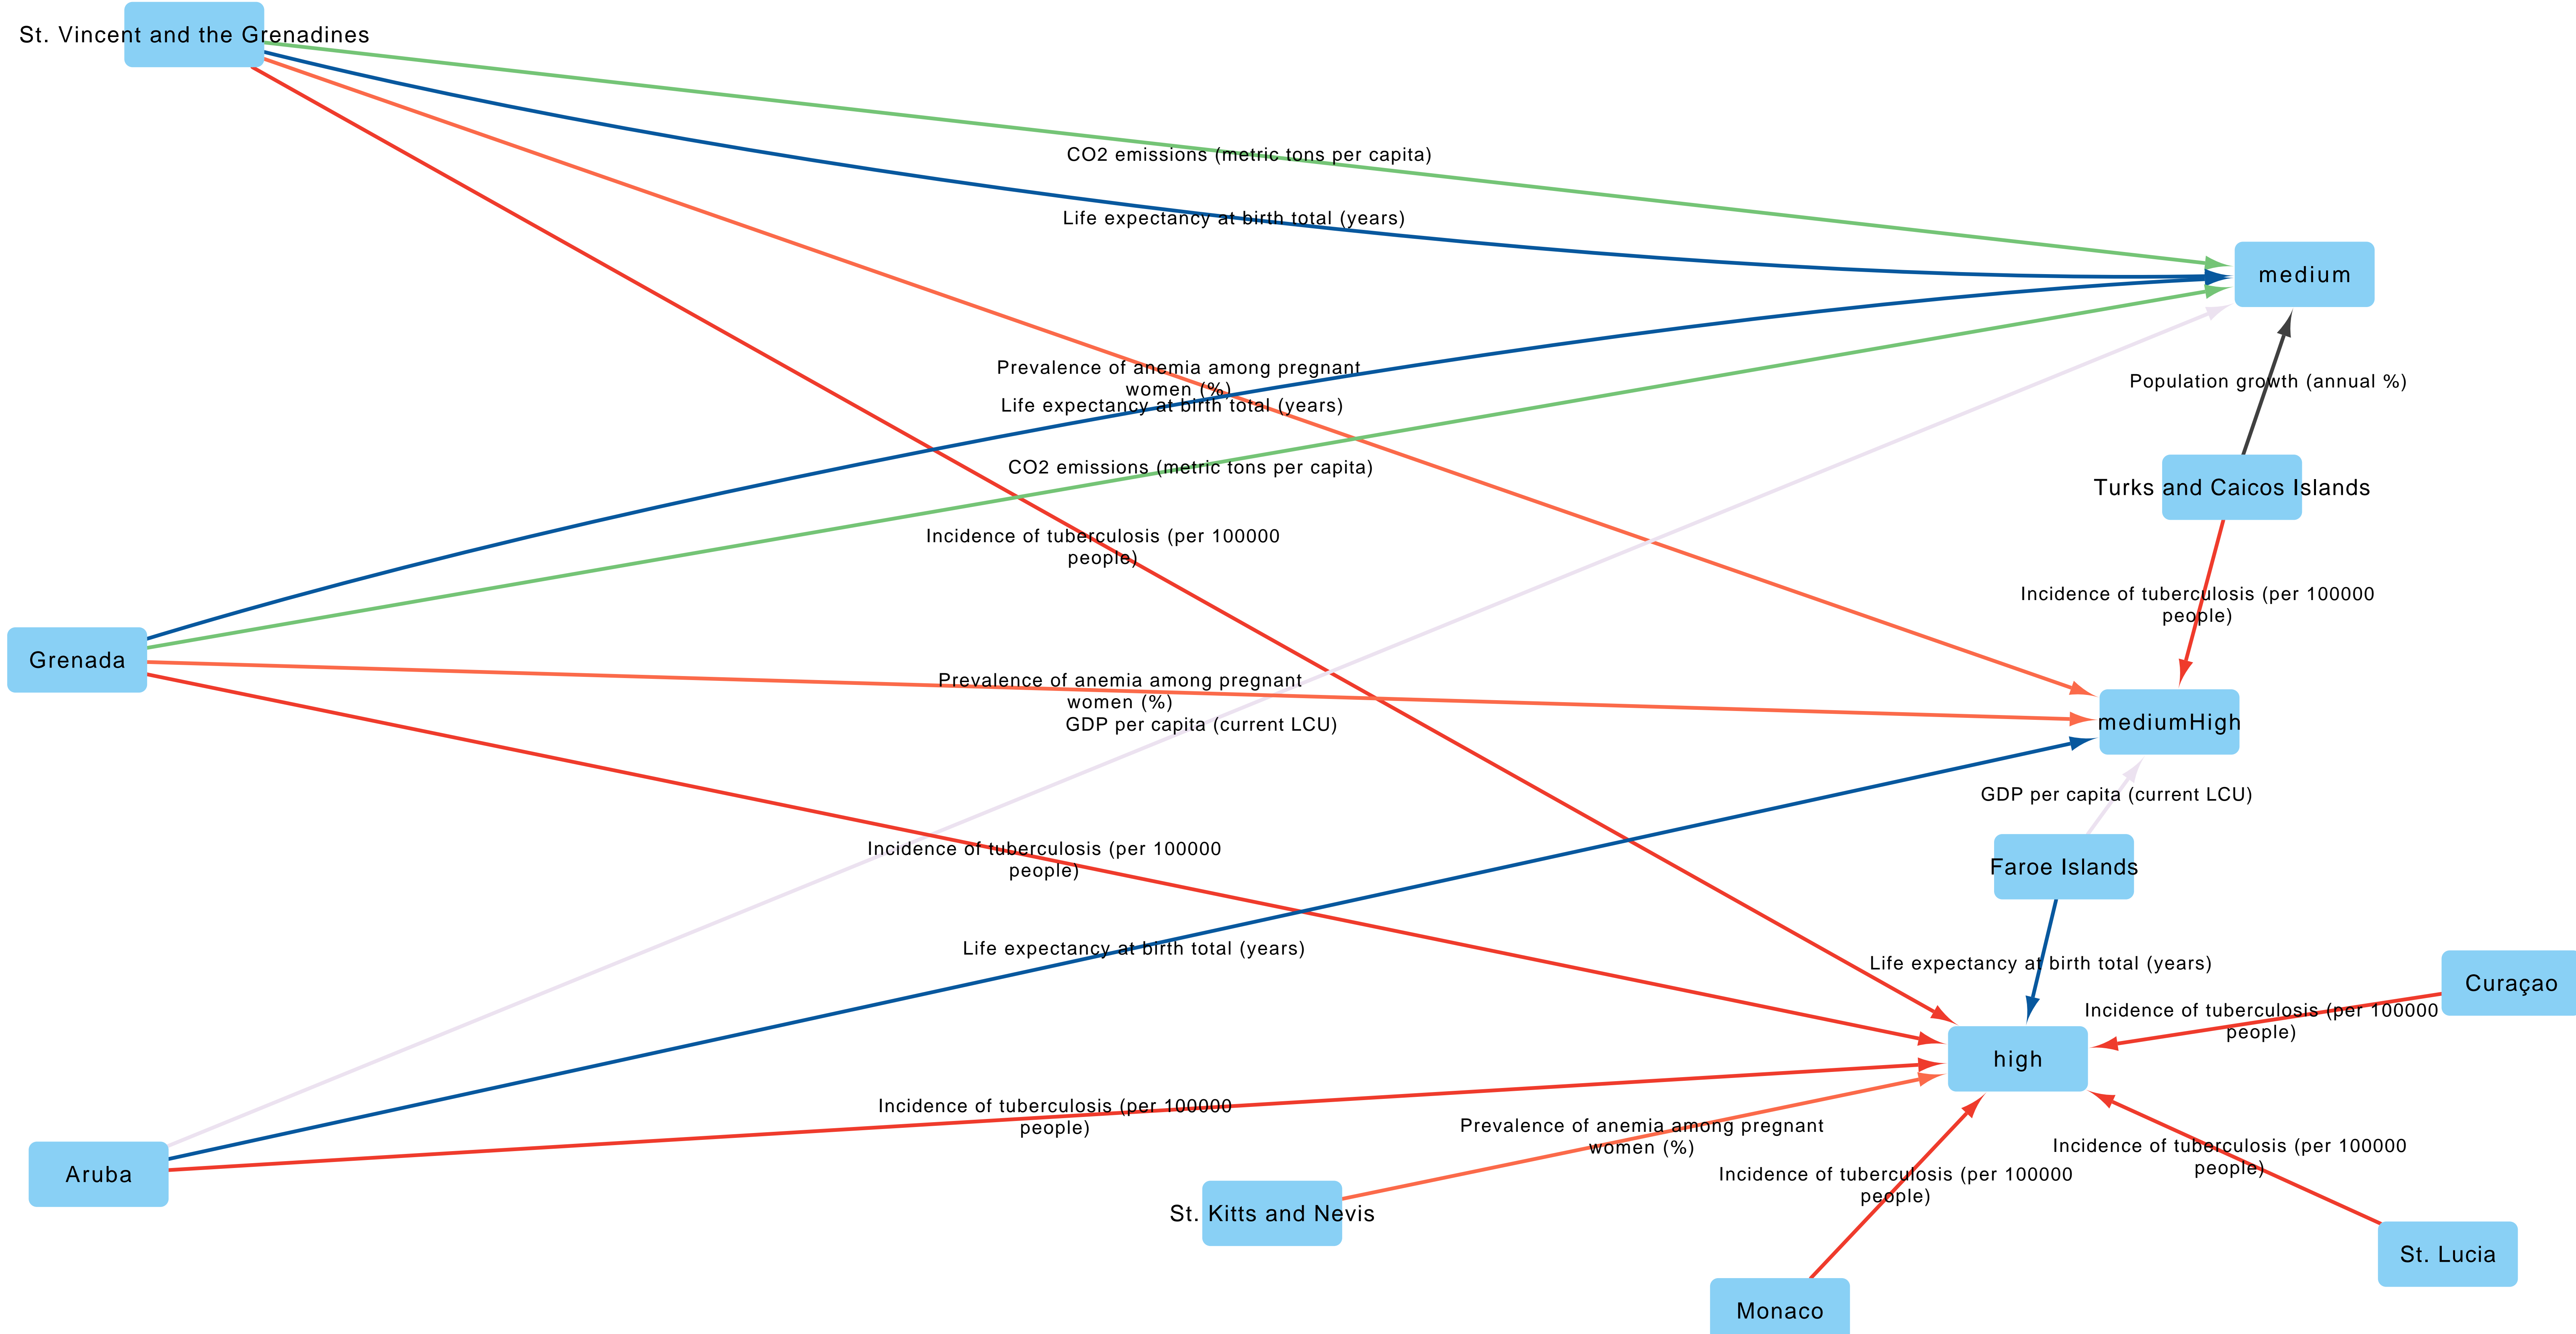 St. Vincent and the Grenadines
CO2 emissions (metric tons per capita)
Life expectancy at birth total (years)
medium
Prevalence of anemia among pregnant
women (%)
Life expectancy at birth total (years)
Population growth (annual %)
CO2 emissions (metric tons per capita)
Turks and Caicos Islands
Incidence of tuberculosis (per 100000
people)
Incidence of tuberculosis (per 100000
people)
Grenada
Prevalence of anemia among pregnant
women (%)
GDP per capita (current LCU)
mediumHigh
GDP per capita (current LCU)
Incidence of tuberculosis (per 100000
people)
Faroe Islands
Life expectancy at birth total (years)
Life expectancy at birth total (years)
Curaçao
Incidence of tuberculosis (per 100000
people)
high
Incidence of tuberculosis (per 100000
people)
Prevalence of anemia among pregnant
women (%)
Incidence of tuberculosis (per 100000
people)
Aruba
Incidence of tuberculosis (per 100000
people)
St. Kitts and Nevis
St. Lucia
Monaco